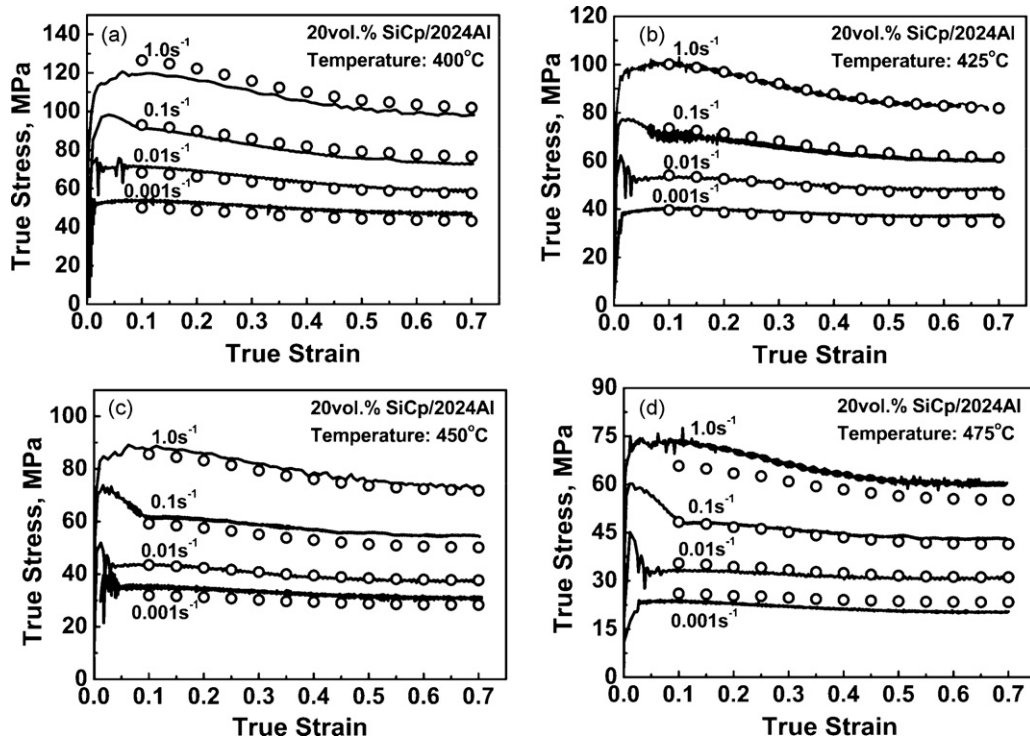 (a)
20vol.% SiCp/2024Al
Temperature: 400°C
1.0s⁻¹
0.1s⁻¹
0.01s⁻¹
0.001s⁻¹
True Stress, MPa
140
120
100
80
60
40
20
0
0.0 0.1 0.2 0.3 0.4 0.5 0.6 0.7
True Strain
(b)
20vol.% SiCp/2024Al
Temperature: 425°C
1.0s⁻¹
0.1s⁻¹
0.01s⁻¹
0.001s⁻¹
True Stress, MPa
120
100
80
60
40
20
0
0.0 0.1 0.2 0.3 0.4 0.5 0.6 0.7
True Strain
(c)
20vol.% SiCp/2024Al
Temperature: 450°C
1.0s⁻¹
0.1s⁻¹
0.01s⁻¹
0.001s⁻¹
True Stress, MPa
100
80
60
40
20
0
0.0 0.1 0.2 0.3 0.4 0.5 0.6 0.7
True Strain
(d)
20vol.% SiCp/2024Al
Temperature: 475°C
1.0s⁻¹
0.1s⁻¹
0.01s⁻¹
0.001s⁻¹
True Stress, MPa
90
75
60
45
30
15
0
0.0 0.1 0.2 0.3 0.4 0.5 0.6 0.7
True Strain